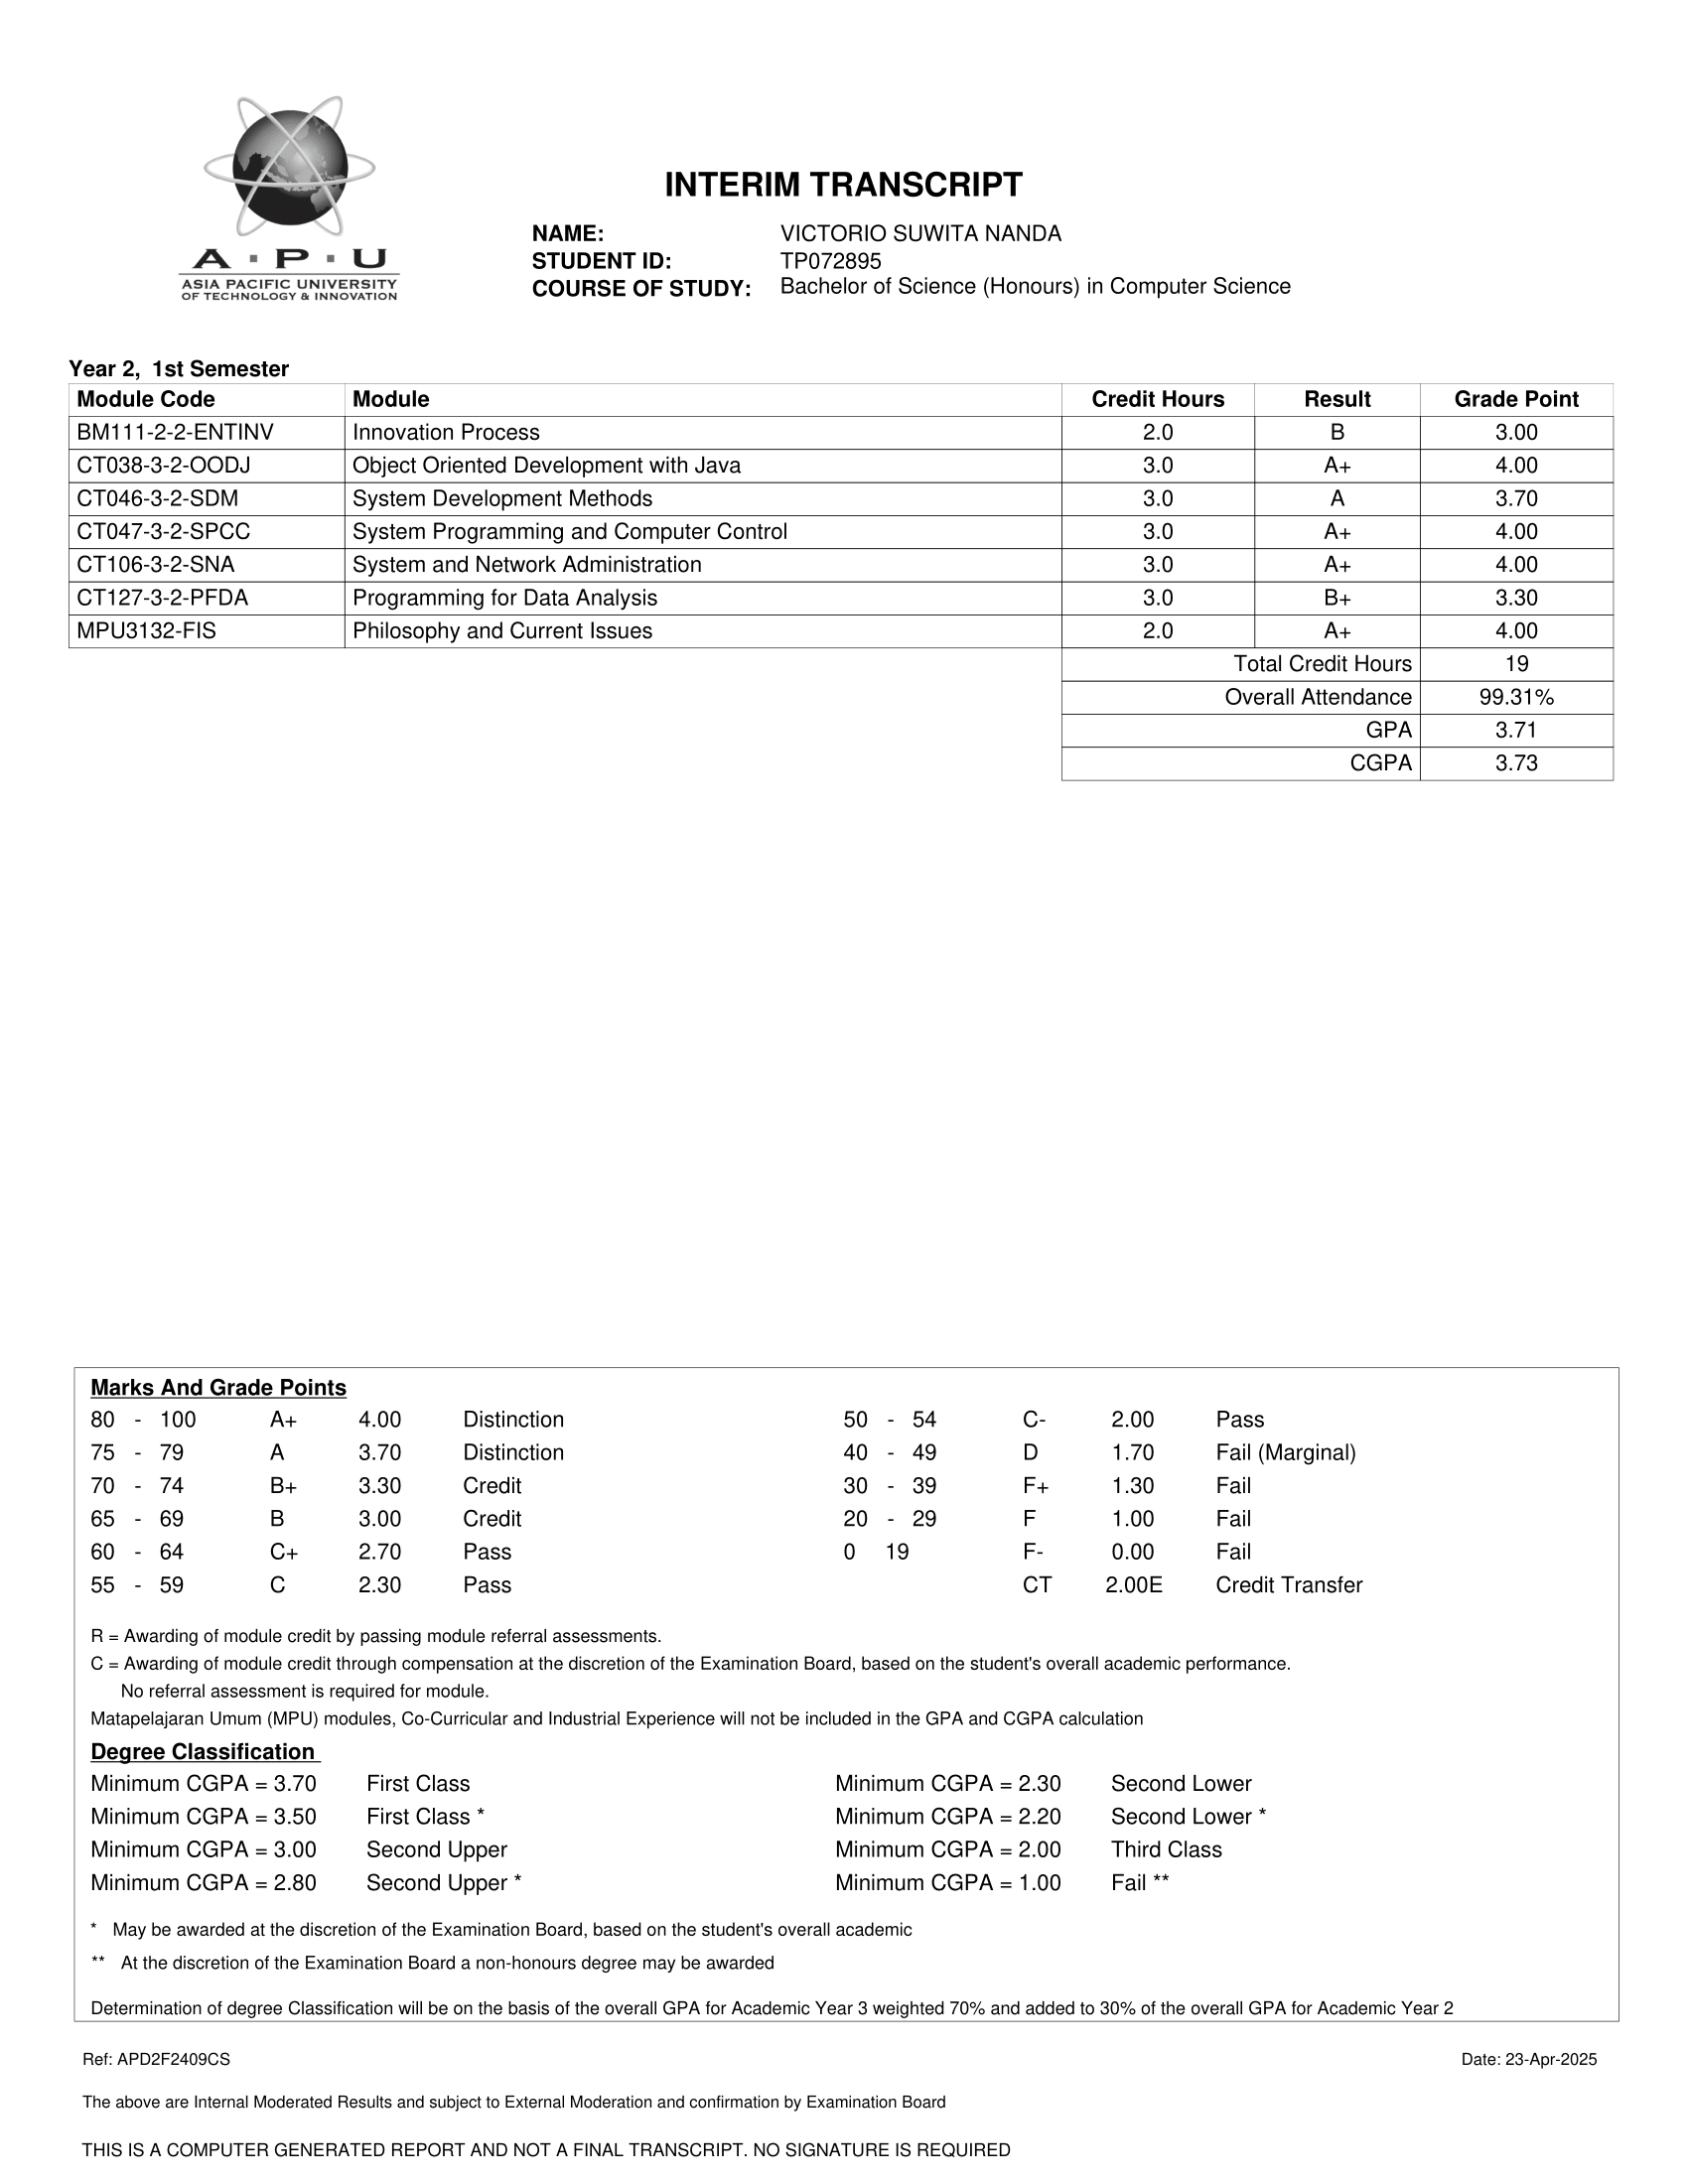 A · P · U
ASIA PACIFIC UNIVERSITY
OF TECHNOLOGY & INNOVATION
INTERIM TRANSCRIPT
NAME: VICTORIO SUWITA NANDA
STUDENT ID: TP072895
COURSE OF STUDY: Bachelor of Science (Honours) in Computer Science
Year 2, 1st Semester
Module Code Module Credit Hours Result Grade Point
BM111-2-2-ENTINV Innovation Process 2.0 B 3.00
CT038-3-2-OODJ Object Oriented Development with Java 3.0 A+ 4.00
CT046-3-2-SDM System Development Methods 3.0 A 3.70
CT047-3-2-SPCC System Programming and Computer Control 3.0 A+ 4.00
CT106-3-2-SNA System and Network Administration 3.0 A+ 4.00
CT127-3-2-PFDA Programming for Data Analysis 3.0 B+ 3.30
MPU3132-FIS Philosophy and Current Issues 2.0 A+ 4.00
Total Credit Hours 19
Overall Attendance 99.31%
GPA 3.71
CGPA 3.73
Marks And Grade Points
80 - 100 A+ 4.00 Distinction 50 - 54 C- 2.00 Pass
75 - 79 A 3.70 Distinction 40 - 49 D 1.70 Fail (Marginal)
70 - 74 B+ 3.30 Credit 30 - 39 F+ 1.30 Fail
65 - 69 B 3.00 Credit 20 - 29 F 1.00 Fail
60 - 64 C+ 2.70 Pass 0 19 F- 0.00 Fail
55 - 59 C 2.30 Pass CT 2.00E Credit Transfer
R = Awarding of module credit by passing module referral assessments.
C = Awarding of module credit through compensation at the discretion of the Examination Board, based on the student's overall academic performance.
No referral assessment is required for module.
Matapelajaran Umum (MPU) modules, Co-Curricular and Industrial Experience will not be included in the GPA and CGPA calculation
Degree Classification
Minimum CGPA = 3.70 First Class Minimum CGPA = 2.30 Second Lower
Minimum CGPA = 3.50 First Class * Minimum CGPA = 2.20 Second Lower *
Minimum CGPA = 3.00 Second Upper Minimum CGPA = 2.00 Third Class
Minimum CGPA = 2.80 Second Upper * Minimum CGPA = 1.00 Fail **
* May be awarded at the discretion of the Examination Board, based on the student's overall academic
** At the discretion of the Examination Board a non-honours degree may be awarded
Determination of degree Classification will be on the basis of the overall GPA for Academic Year 3 weighted 70% and added to 30% of the overall GPA for Academic Year 2
Ref: APD2F2409CS Date: 23-Apr-2025
The above are Internal Moderated Results and subject to External Moderation and confirmation by Examination Board
THIS IS A COMPUTER GENERATED REPORT AND NOT A FINAL TRANSCRIPT. NO SIGNATURE IS REQUIRED